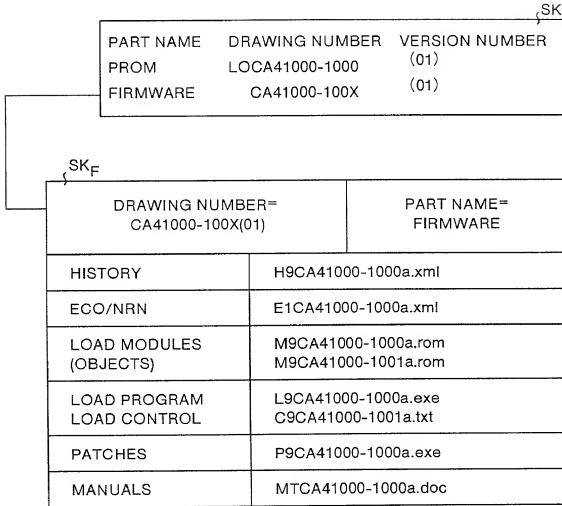 SK
PART NAME DRAWING NUMBER VERSION NUMBER
PROM LOCA41000-1000 (01)
FIRMWARE CA41000-100X (01)
SKF
DRAWING NUMBER=
CA41000-100X(01)
PART NAME=
FIRMWARE
HISTORY H9CA41000-1000a.xml
ECO/NRN E1CA41000-1000a.xml
LOAD MODULES M9CA41000-1000a.rom
(OBJECTS) M9CA41000-1001a.rom
LOAD PROGRAM L9CA41000-1000a.exe
LOAD CONTROL C9CA41000-1001a.txt
PATCHES P9CA41000-1000a.exe
MANUALS MTCA41000-1000a.doc